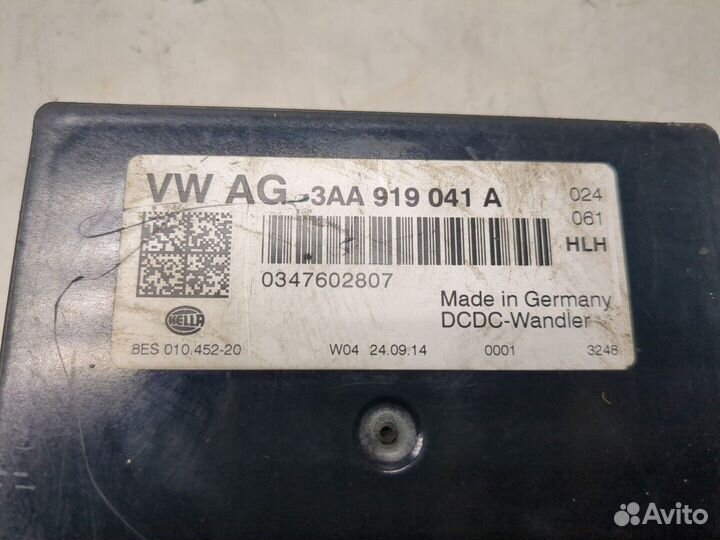 VW AG 3AA 919 041 A 024
061
HLH
0347602807
Made in Germany
DCDC-Wandler
HELLA
8ES 010.452-20 W04 24.09.14 0001 3248
Avito